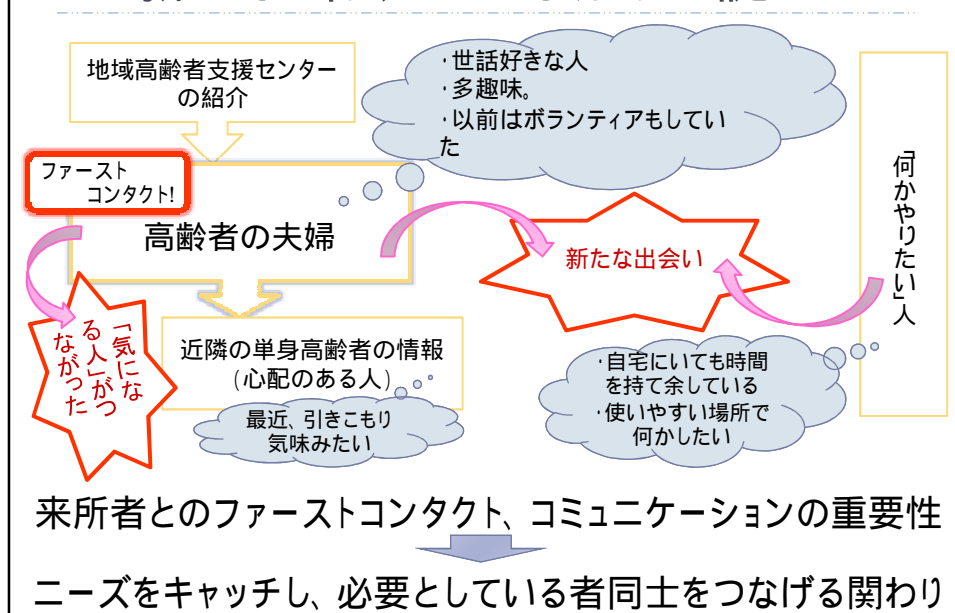 地域高齢者支援センター
の紹介
・世話好きな人
・多趣味。
・以前はボランティアもしてい
た
ファースト
コンタクト!
高齢者の夫婦
新たな出会い
「何かやりたい」人
「気にな
る人」がつ
ながった
近隣の単身高齢者の情報
(心配のある人)
最近、引きこもり
気味みたい
・自宅にいても時間
を持て余している
・使いやすい場所で
何かしたい
来所者とのファーストコンタクト、コミュニケーションの重要性
ニーズをキャッチし、必要としている者同士をつなげる関わり